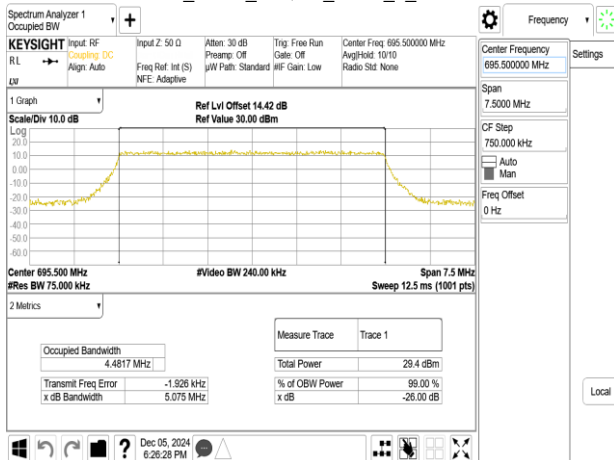 Spectrum Analyzer 1
Occupied BW
Frequency
KEYSIGHT
RL
Input: RF
Coupling: DC
Align: Auto
Input Z: 50 Ω
Freq Ref: Int (S)
NFE: Adaptive
Atten: 30 dB
Preamp: Off
µW Path: Standard
Trig: Free Run
Gate: Off
#IF Gain: Low
Center Freq: 695.500000 MHz
Avg|Hold: 10/10
Radio Std: None
Center Frequency
695.500000 MHz
Settings
Span
7.5000 MHz
CF Step
750.000 kHz
Auto
Man
Freq Offset
0 Hz
Local
1 Graph
Ref Lvl Offset 14.42 dB
Scale/Div 10.0 dB
Ref Value 30.00 dBm
Log
20.0
10.0
0.00
-10.0
-20.0
-30.0
-40.0
-50.0
-60.0
Center 695.500 MHz
#Video BW 240.00 kHz
Span 7.5 MHz
#Res BW 75.000 kHz
Sweep 12.5 ms (1001 pts)
2 Metrics
Measure Trace
Trace 1
Occupied Bandwidth
4.4817 MHz
Total Power
29.4 dBm
Transmit Freq Error
-1.926 kHz
% of OBW Power
99.00 %
x dB Bandwidth
5.075 MHz
x dB
-26.00 dB
Dec 05, 2024
6:26:28 PM